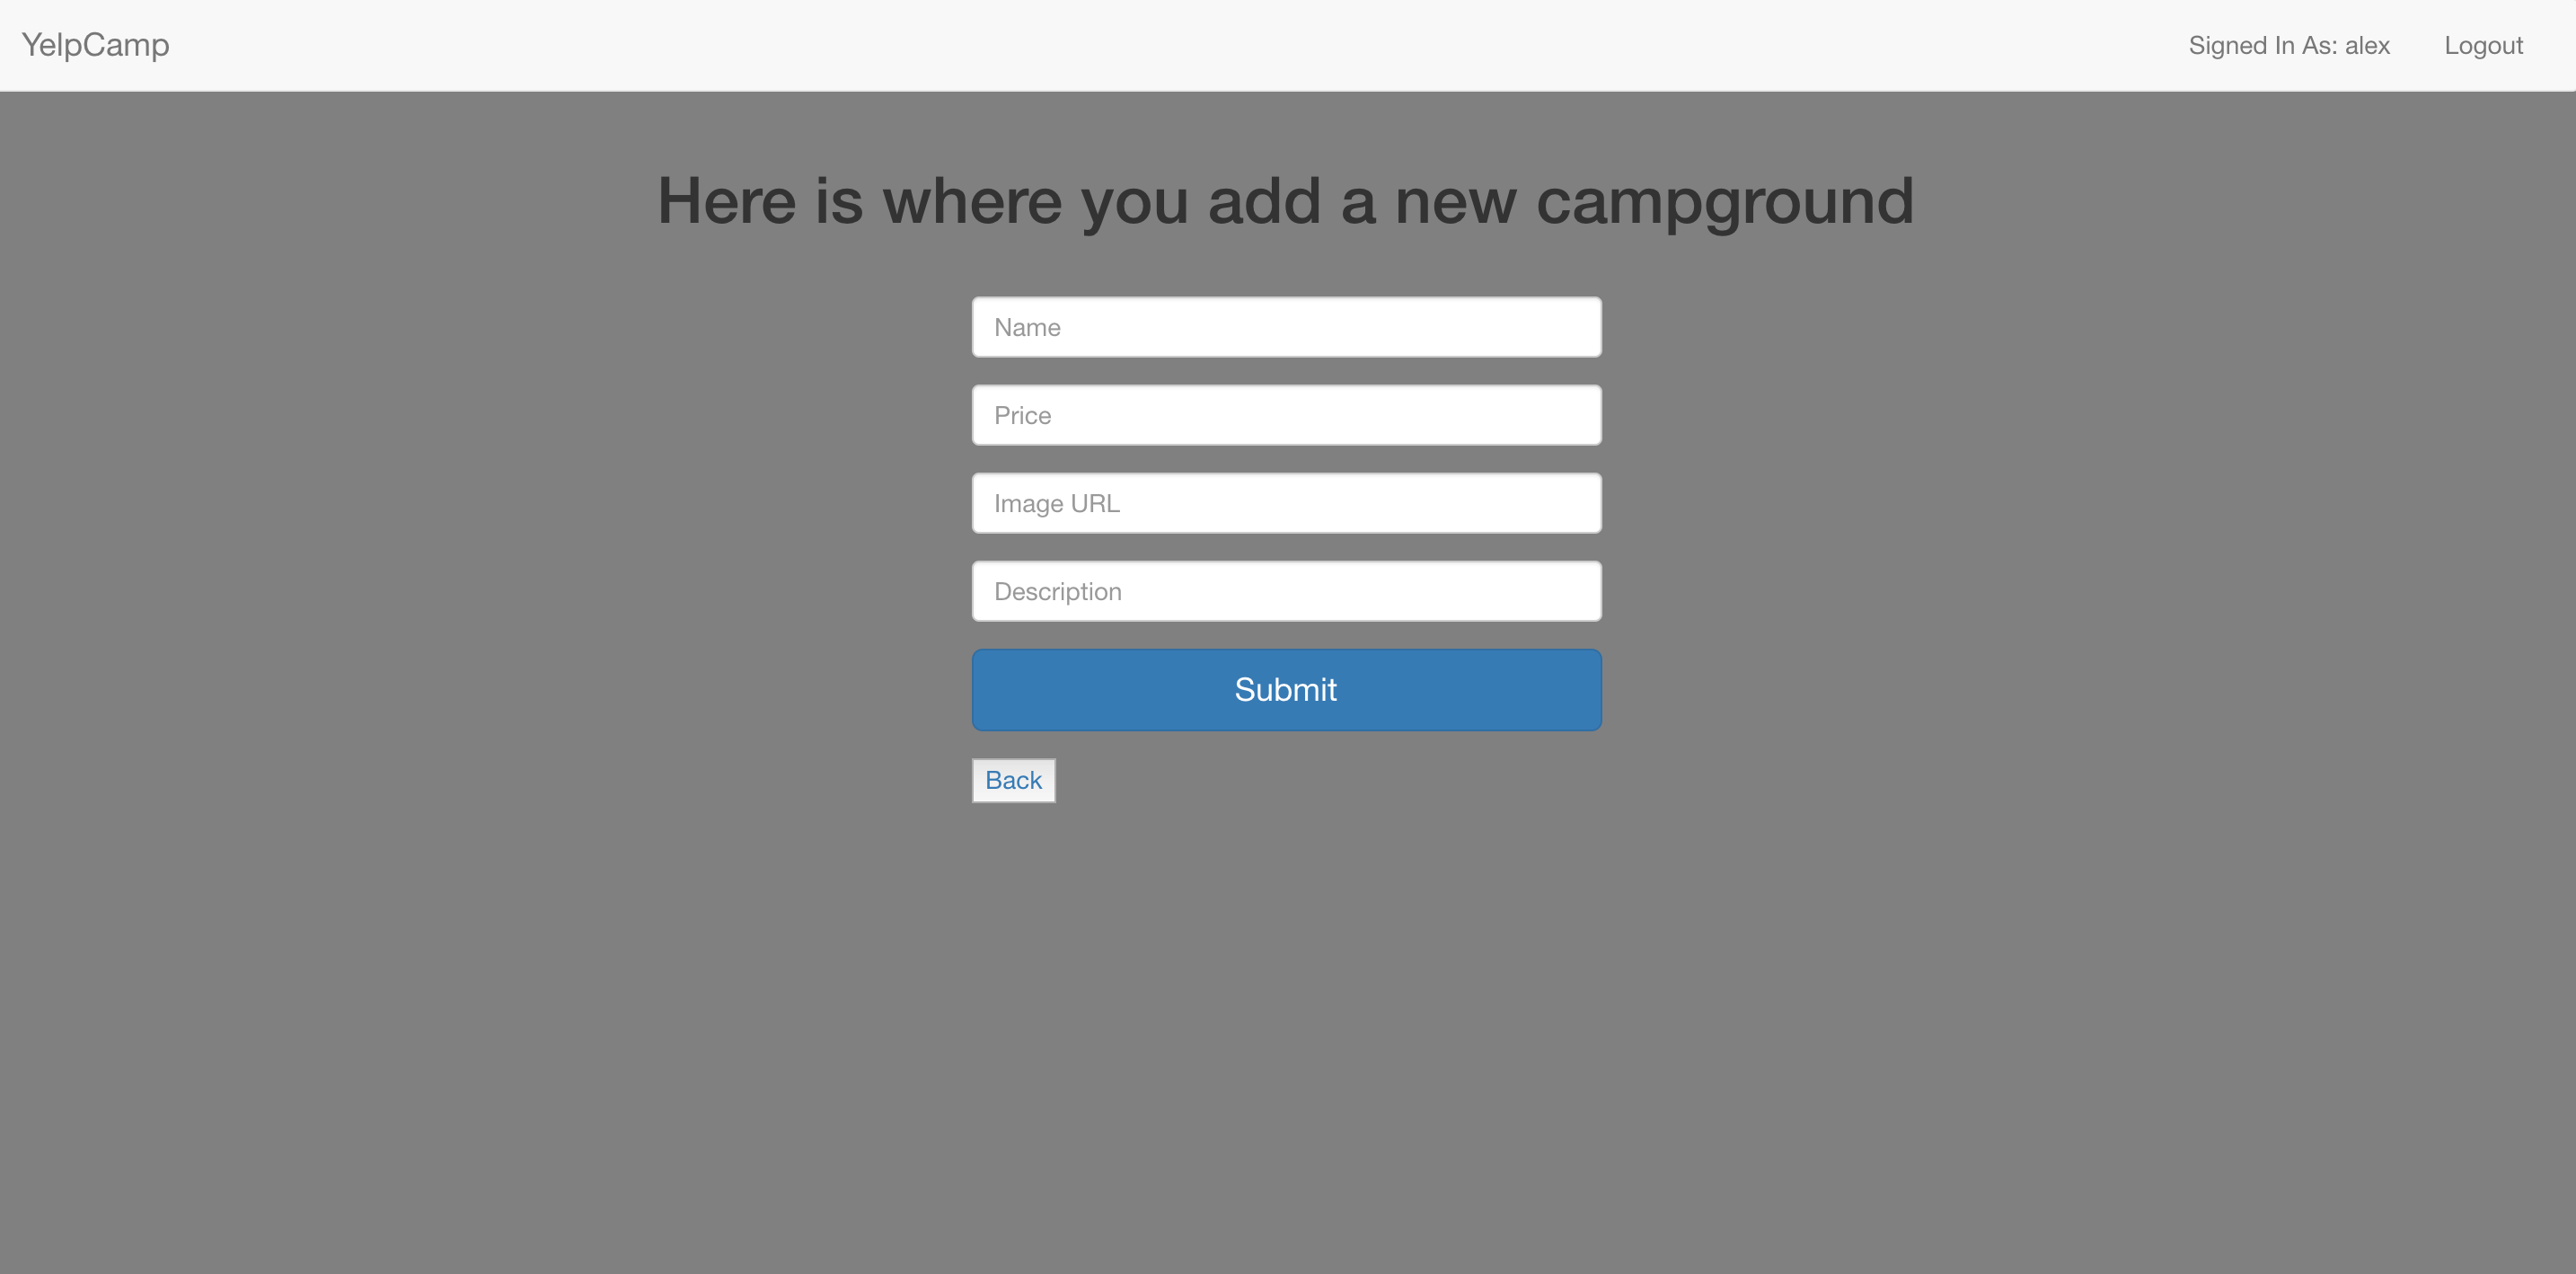 YelpCamp Signed In As: alex Logout
Here is where you add a new campground
Name
Price
Image URL
Description
Submit
Back